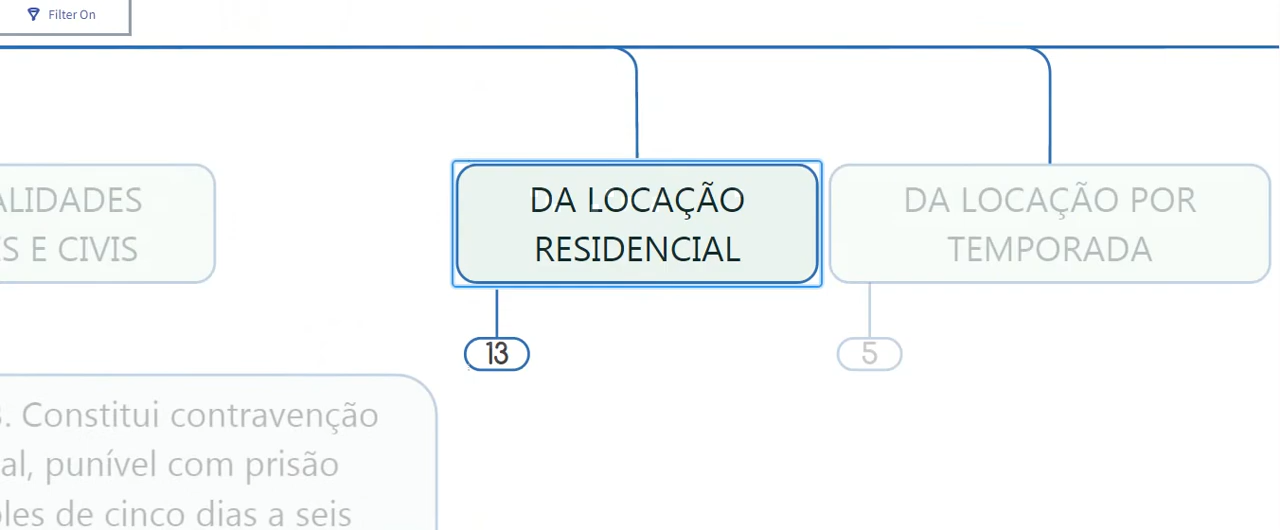 Filter On
ALIDADES
E CIVIS
DA LOCAÇÃO
RESIDENCIAL
DA LOCAÇÃO POR
TEMPORADA
13
5
. Constitui contravenção
al, punível com prisão
les de cinco dias a seis